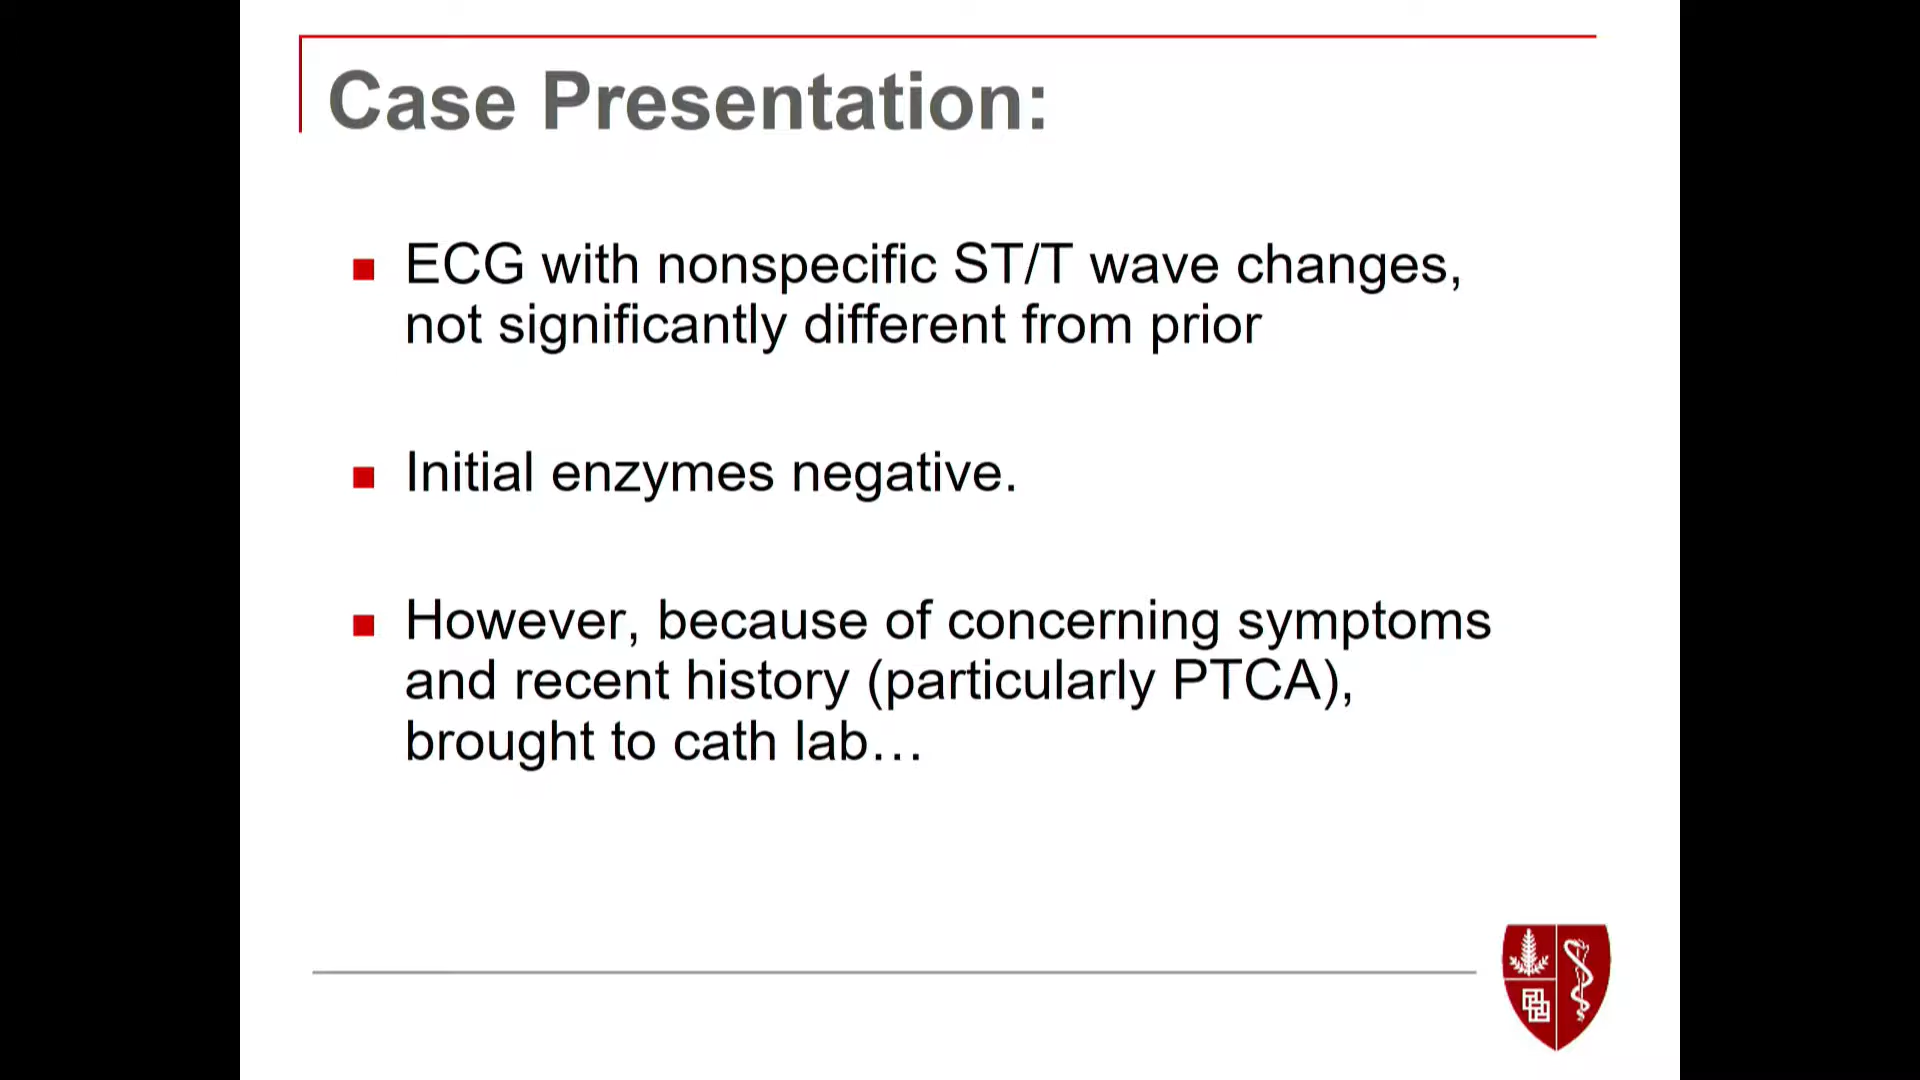 Case Presentation:
ECG with nonspecific ST/T wave changes,
not significantly different from prior
Initial enzymes negative.
However, because of concerning symptoms
and recent history (particularly PTCA),
brought to cath lab…